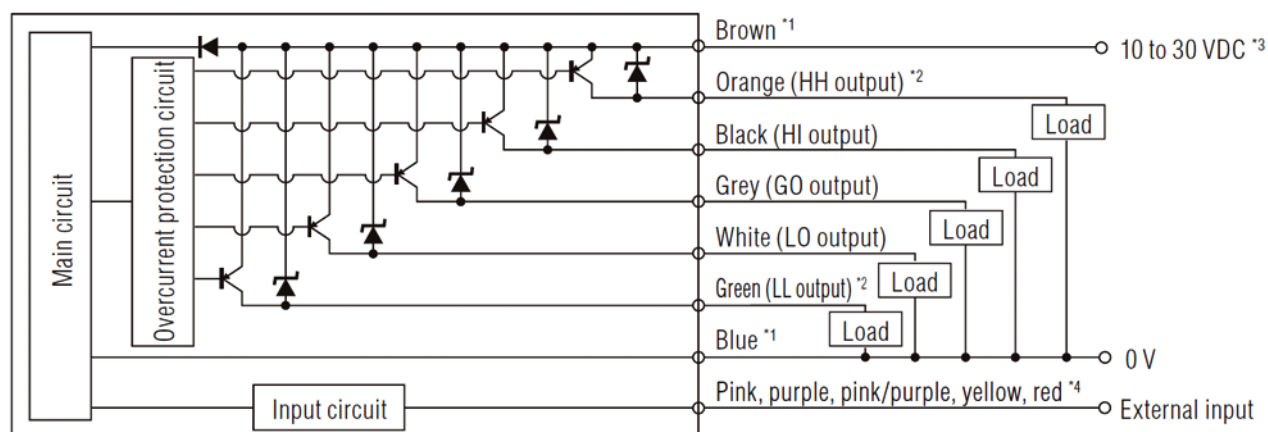 Main circuit
Overcurrent protection circuit
Brown *1
10 to 30 VDC *3
Orange (HH output) *2
Load
Black (HI output)
Load
Grey (GO output)
Load
White (LO output)
Load
Green (LL output) *2
Load
Blue *1
0 V
Input circuit
Pink, purple, pink/purple, yellow, red *4
External input